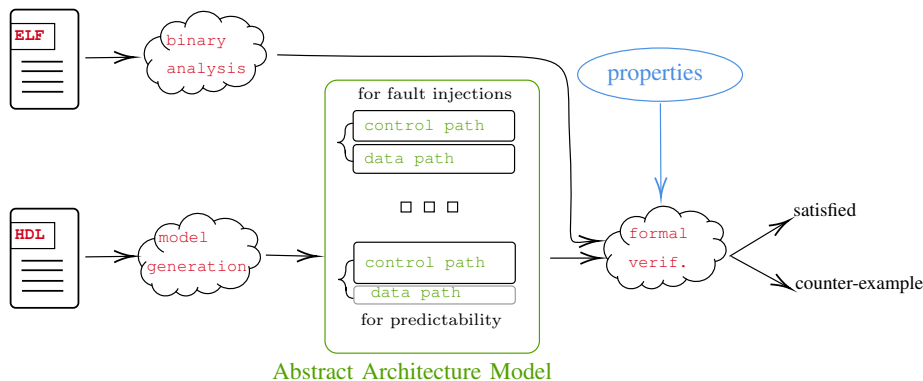 ELF
binary
analysis
properties
for fault injections
control path
data path
HDL
model
generation
control path
data path
for predictability
formal
verif.
satisfied
counter-example
Abstract Architecture Model